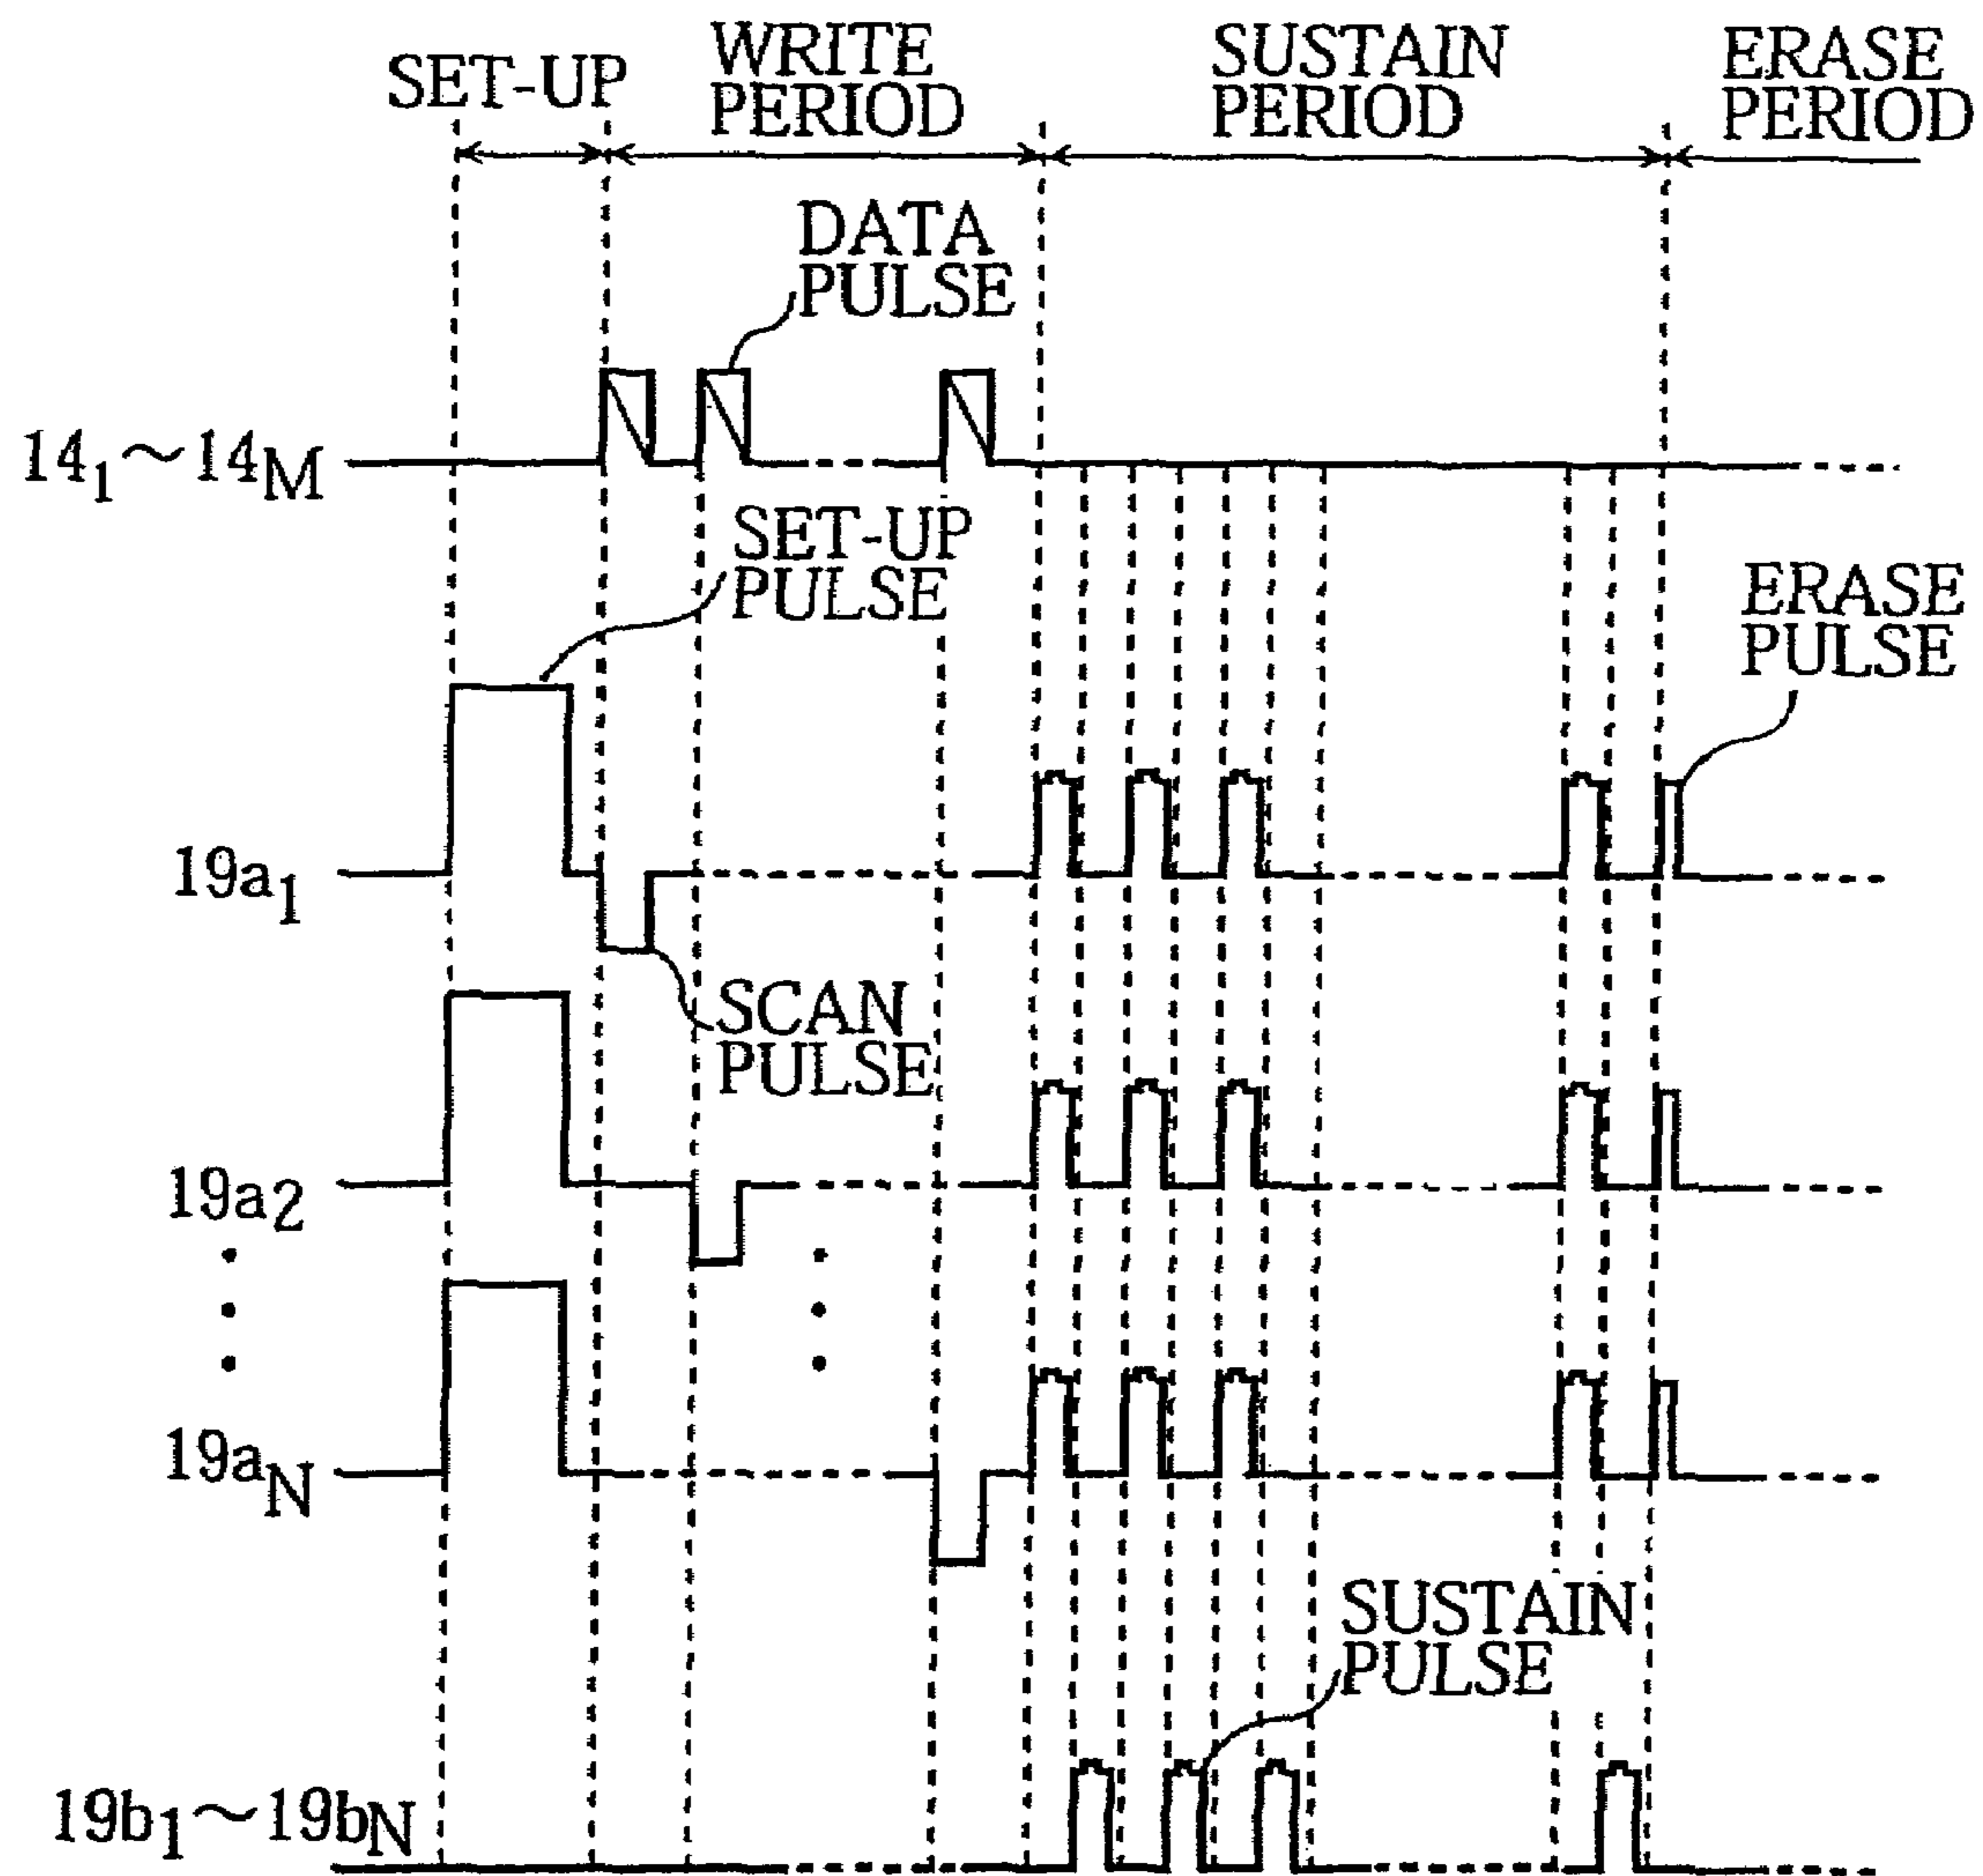 SET-UP
WRITE
PERIOD
SUSTAIN
PERIOD
ERASE
PERIOD
DATA
PULSE
14₁~14M
SET-UP
PULSE
ERASE
PULSE
19a₁
SCAN
PULSE
19a₂
19aN
SUSTAIN
PULSE
19b₁~19bN